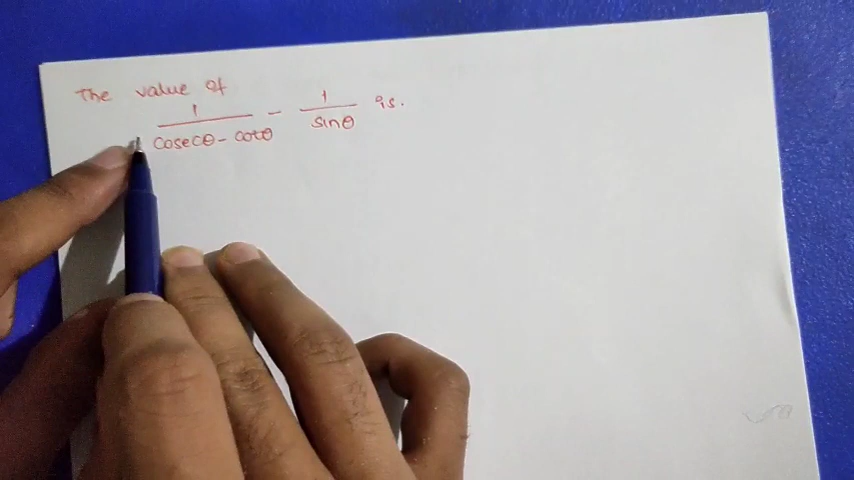 The value of
1/(cosecθ - cotθ) - 1/sinθ is.